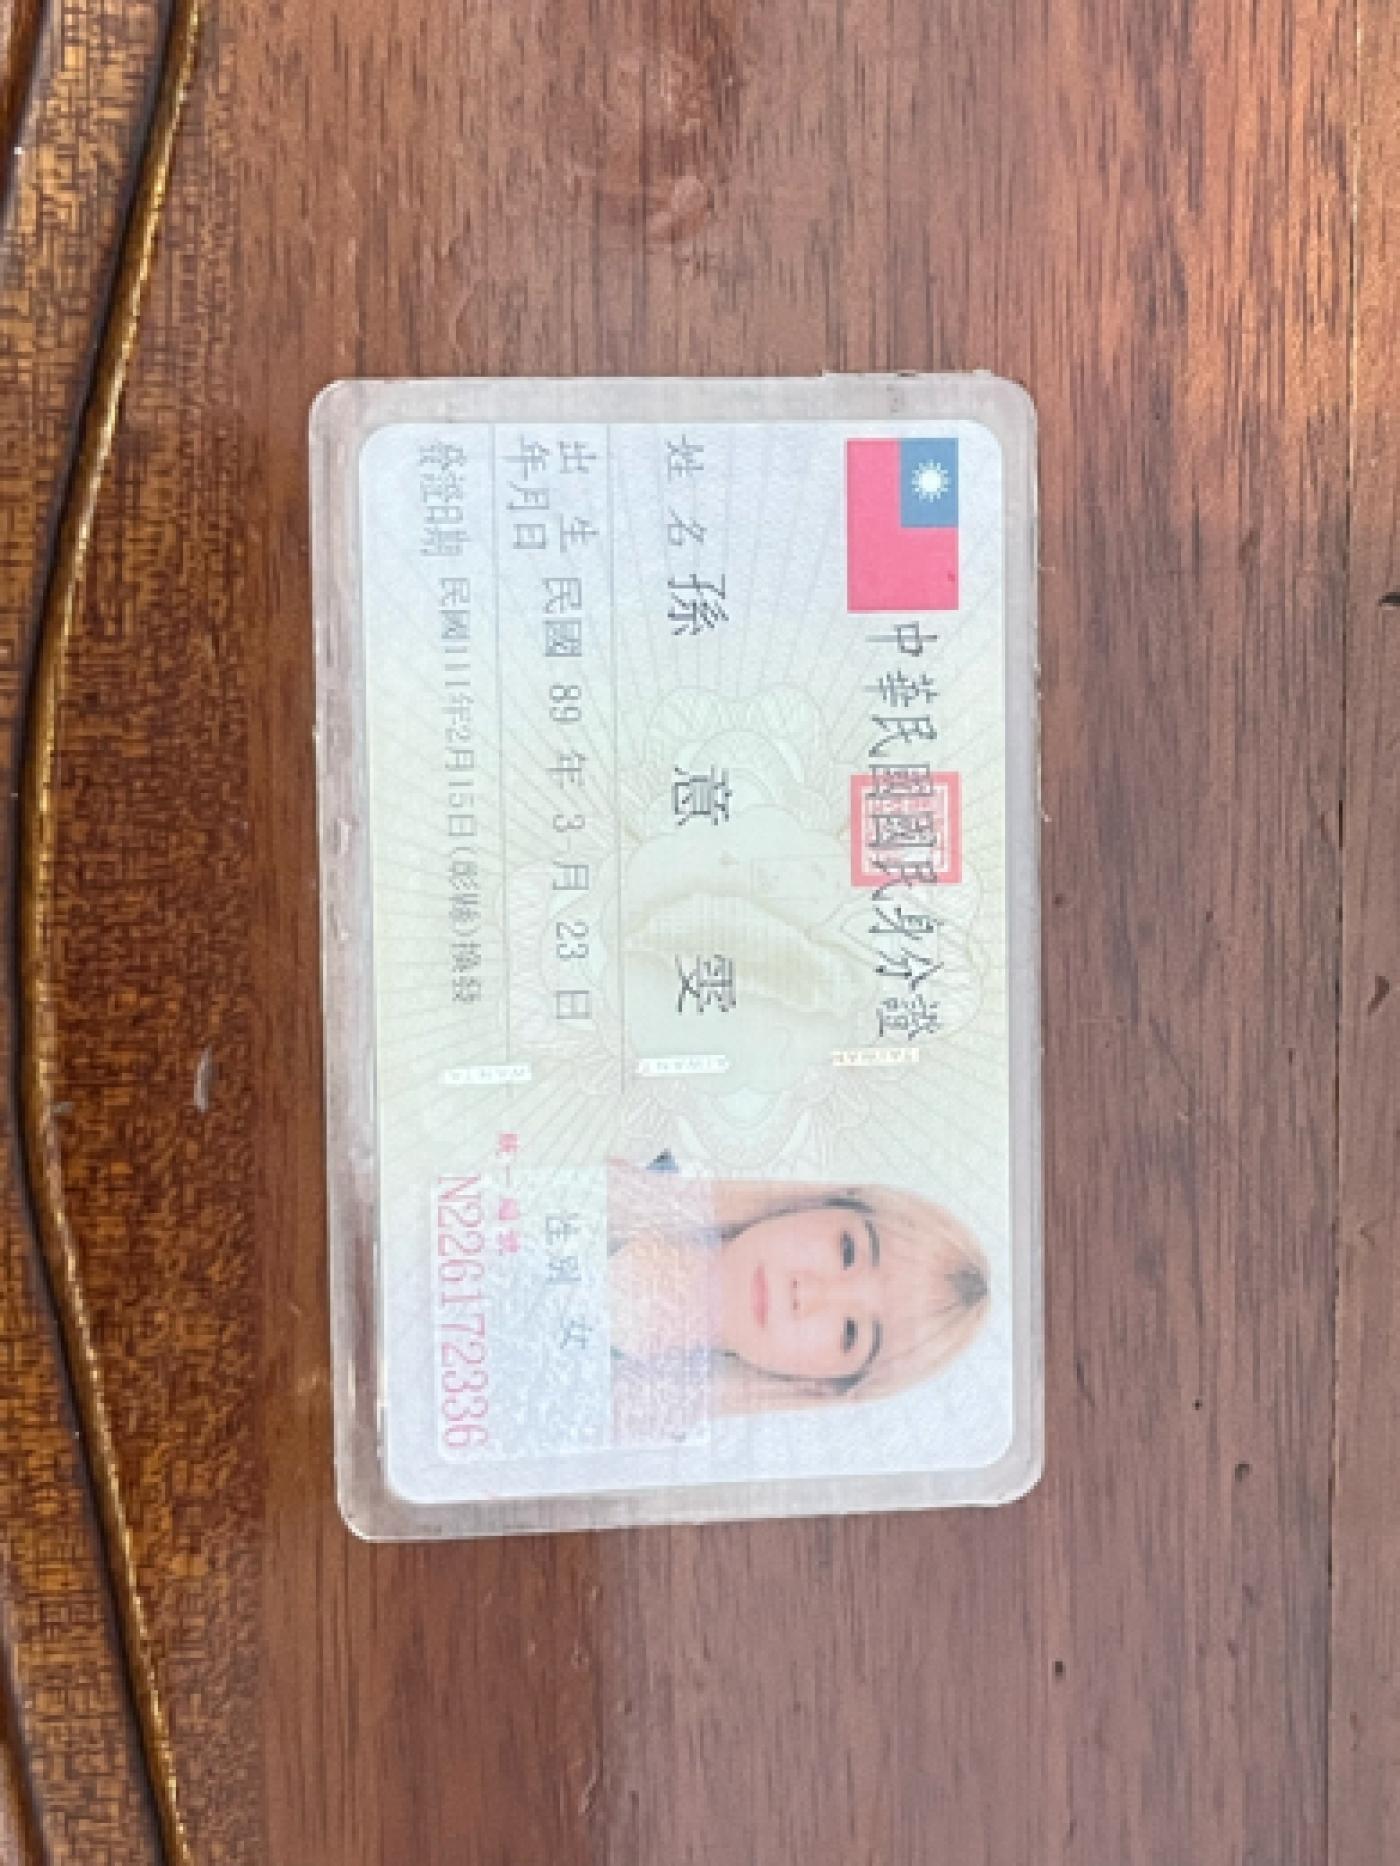 中華民國國民身分證
姓名 孫意雯
出生年月日 民國 89 年 3 月 23 日
發證日期 民國111年2月15日(彰縣)換發
性別 女
統一編號
N226172336